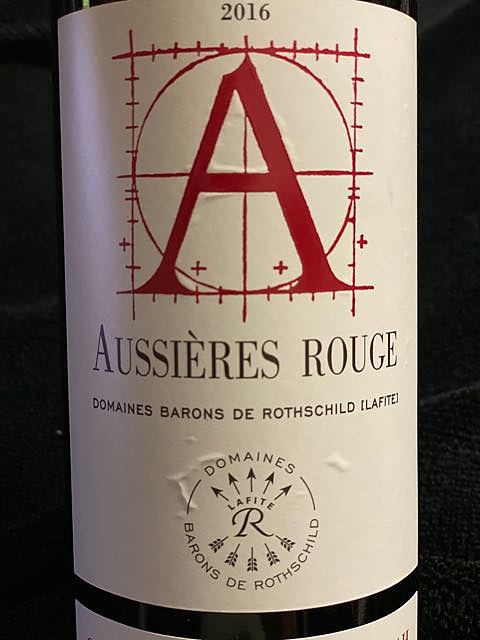 2016
A
AUSSIÈRES ROUGE
DOMAINES BARONS DE ROTHSCHILD [LAFITE]
DOMAINES
LAFITE
R
BARONS DE ROTHSCHILD